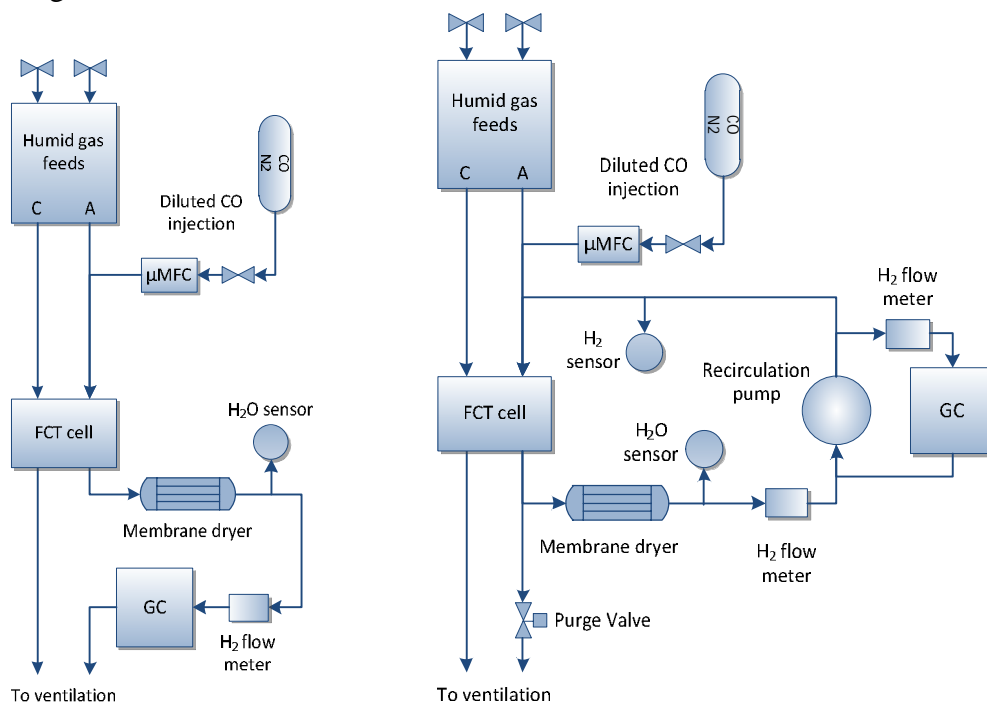 Humid gas
feeds
C A
CO
N2
Diluted CO
injection
µMFC
FCT cell
H2O sensor
Membrane dryer
GC
H2 flow
meter
To ventilation
Humid gas
feeds
C A
CO
N2
Diluted CO
injection
µMFC
H2 flow
meter
H2
sensor
Recirculation
pump
GC
FCT cell
H2O
sensor
Membrane dryer
H2 flow
meter
Purge Valve
To ventilation